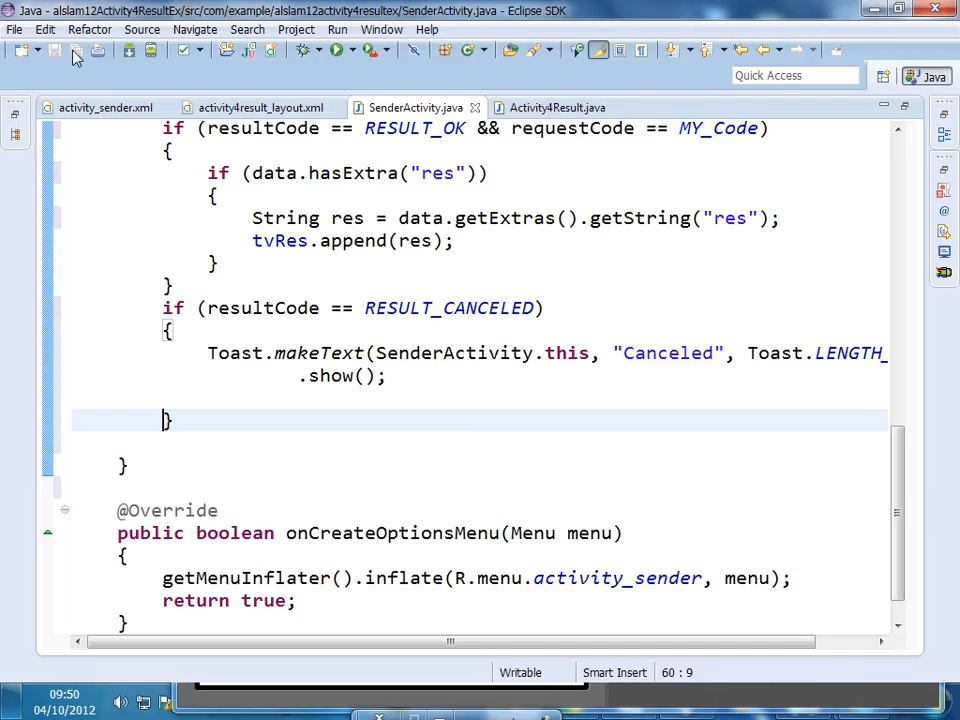 Java - alslam12Activity4ResultEx/src/com/example/alslam12activity4resultex/SenderActivity.java - Eclipse SDK
File Edit Refactor Source Navigate Search Project Run Window Help
Quick Access Java
activity_sender.xml activity4result_layout.xml SenderActivity.java Activity4Result.java
if (resultCode == RESULT_OK && requestCode == MY_Code)
{
if (data.hasExtra("res"))
{
String res = data.getExtras().getString("res");
tvRes.append(res);
}
}
if (resultCode == RESULT_CANCELED)
{
Toast.makeText(SenderActivity.this, "Canceled", Toast.LENGTH_
.show();
}
}
@Override
public boolean onCreateOptionsMenu(Menu menu)
{
getMenuInflater().inflate(R.menu.activity_sender, menu);
return true;
}
Writable Smart Insert 60 : 9
09:50
04/10/2012